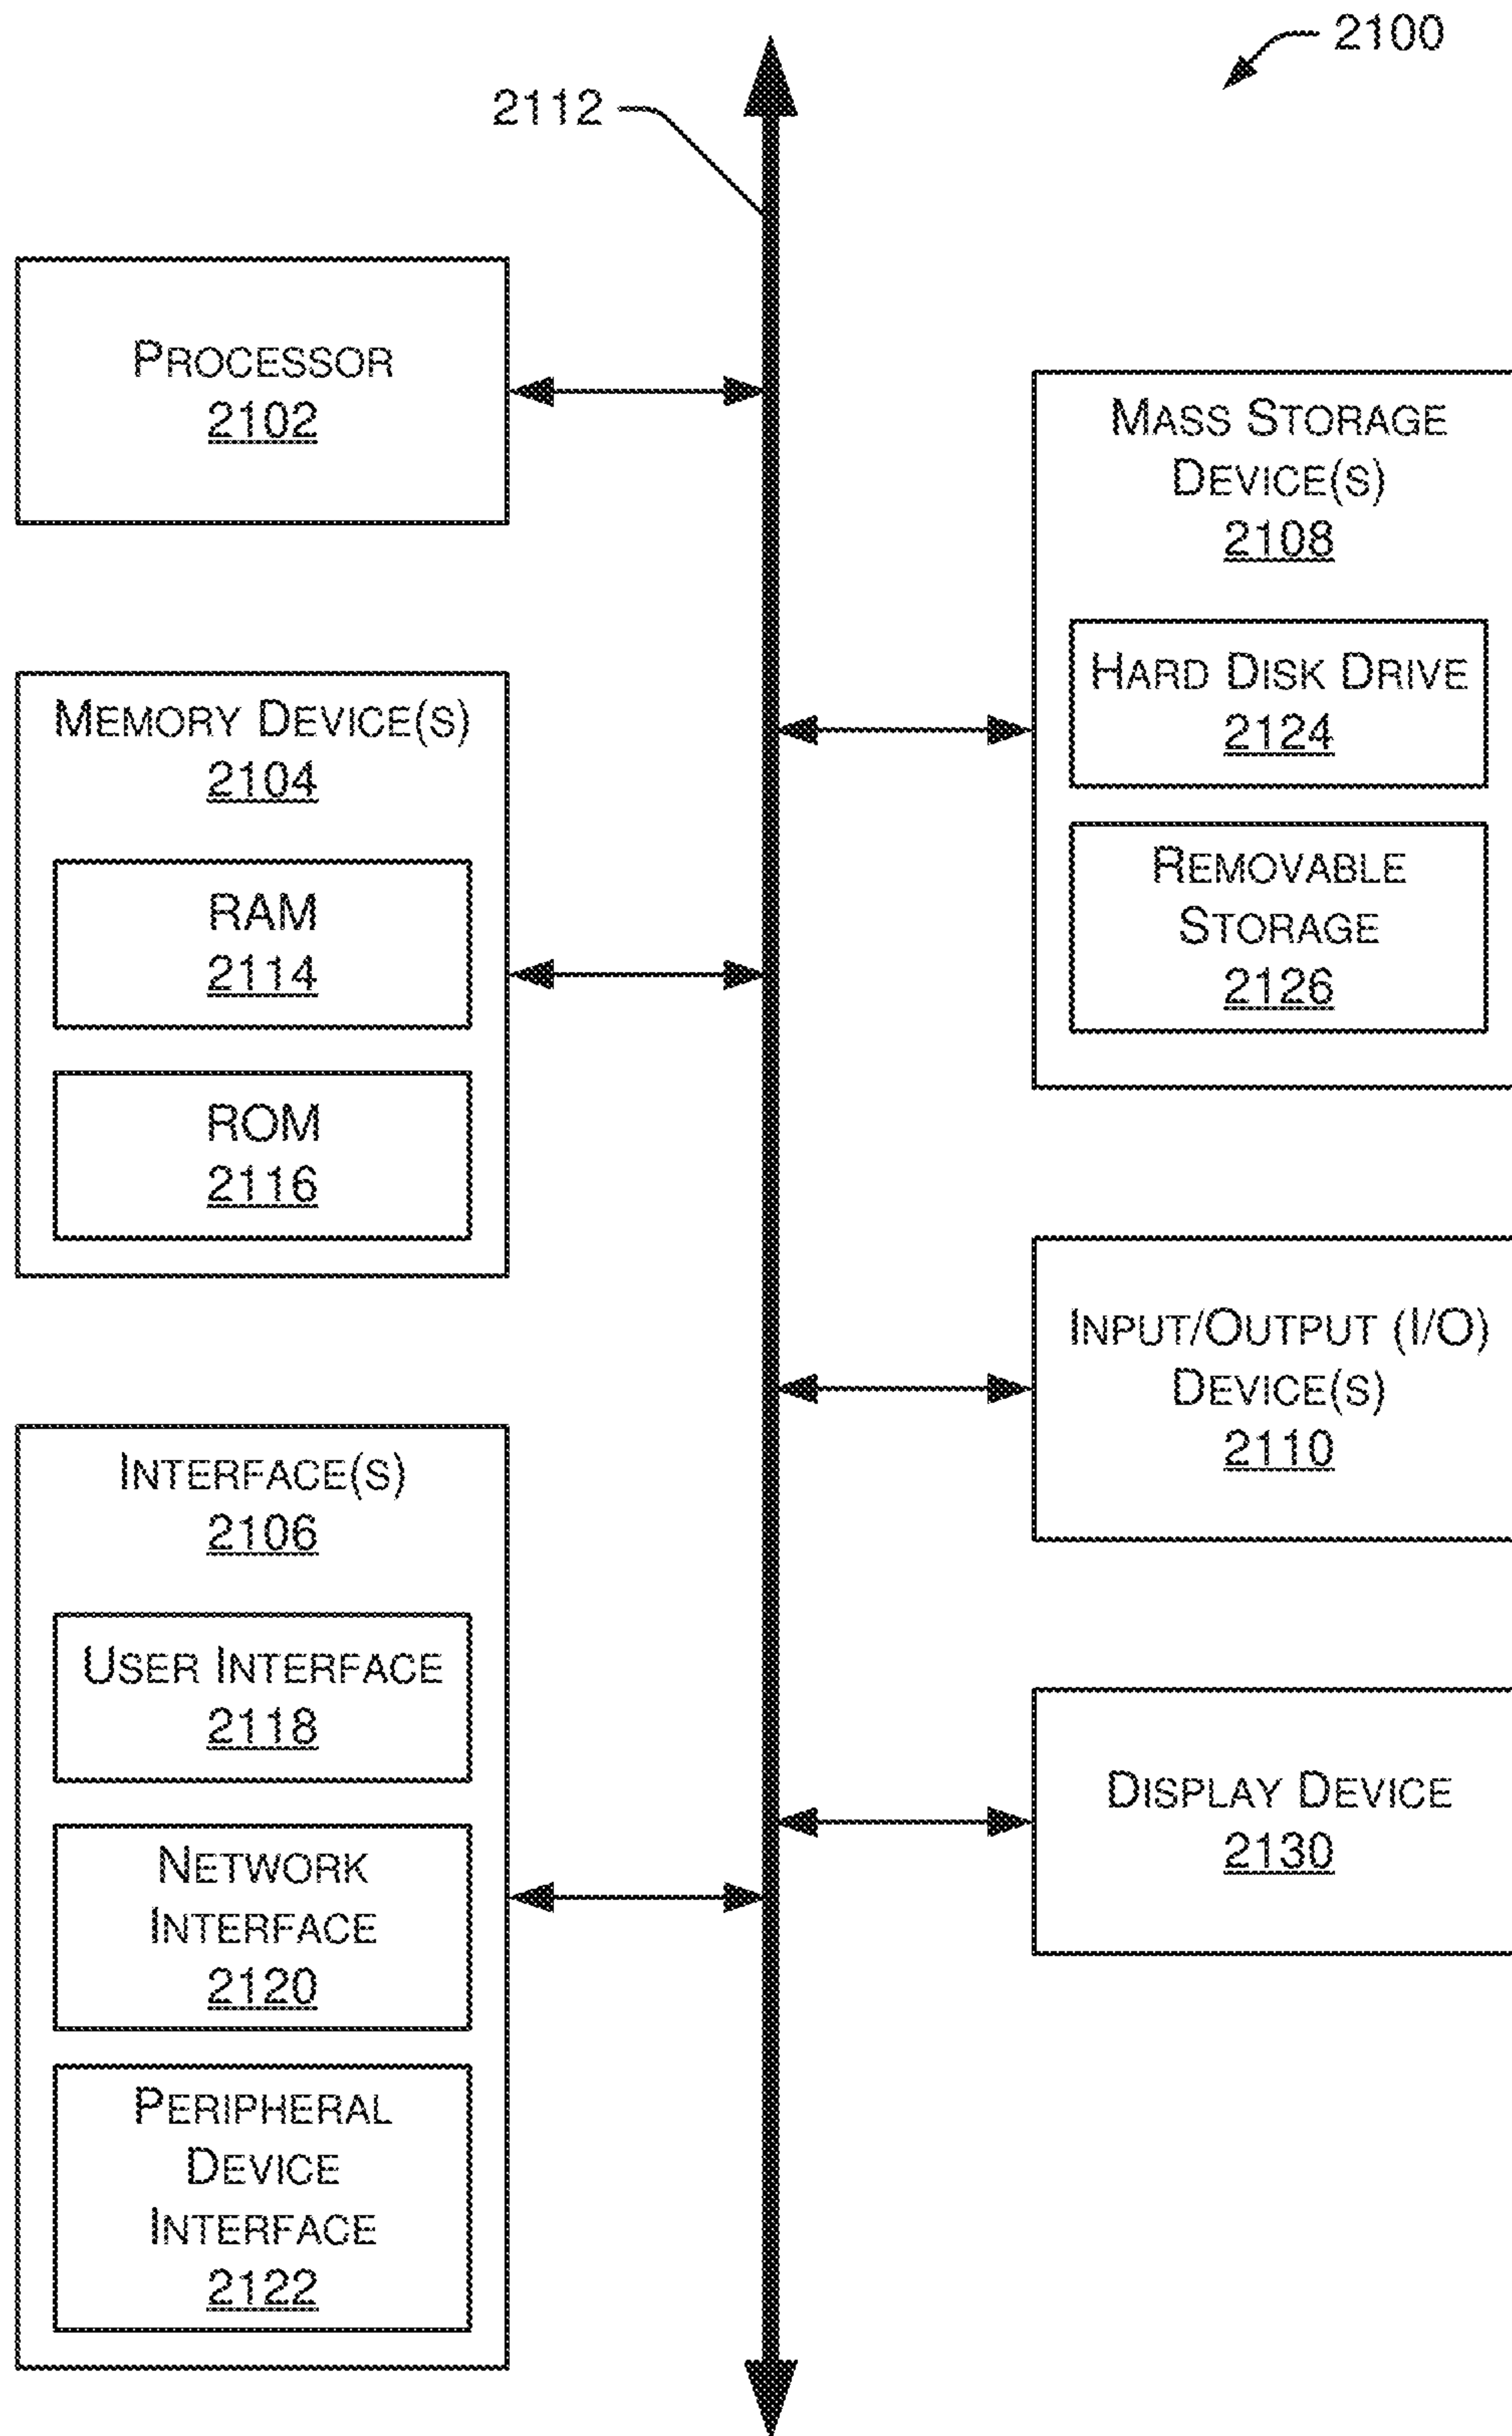 2100
2112
PROCESSOR
2102
MEMORY DEVICE(S)
2104
RAM
2114
ROM
2116
INTERFACE(S)
2106
USER INTERFACE
2118
NETWORK
INTERFACE
2120
PERIPHERAL
DEVICE
INTERFACE
2122
MASS STORAGE
DEVICE(S)
2108
HARD DISK DRIVE
2124
REMOVABLE
STORAGE
2126
INPUT/OUTPUT (I/O)
DEVICE(S)
2110
DISPLAY DEVICE
2130